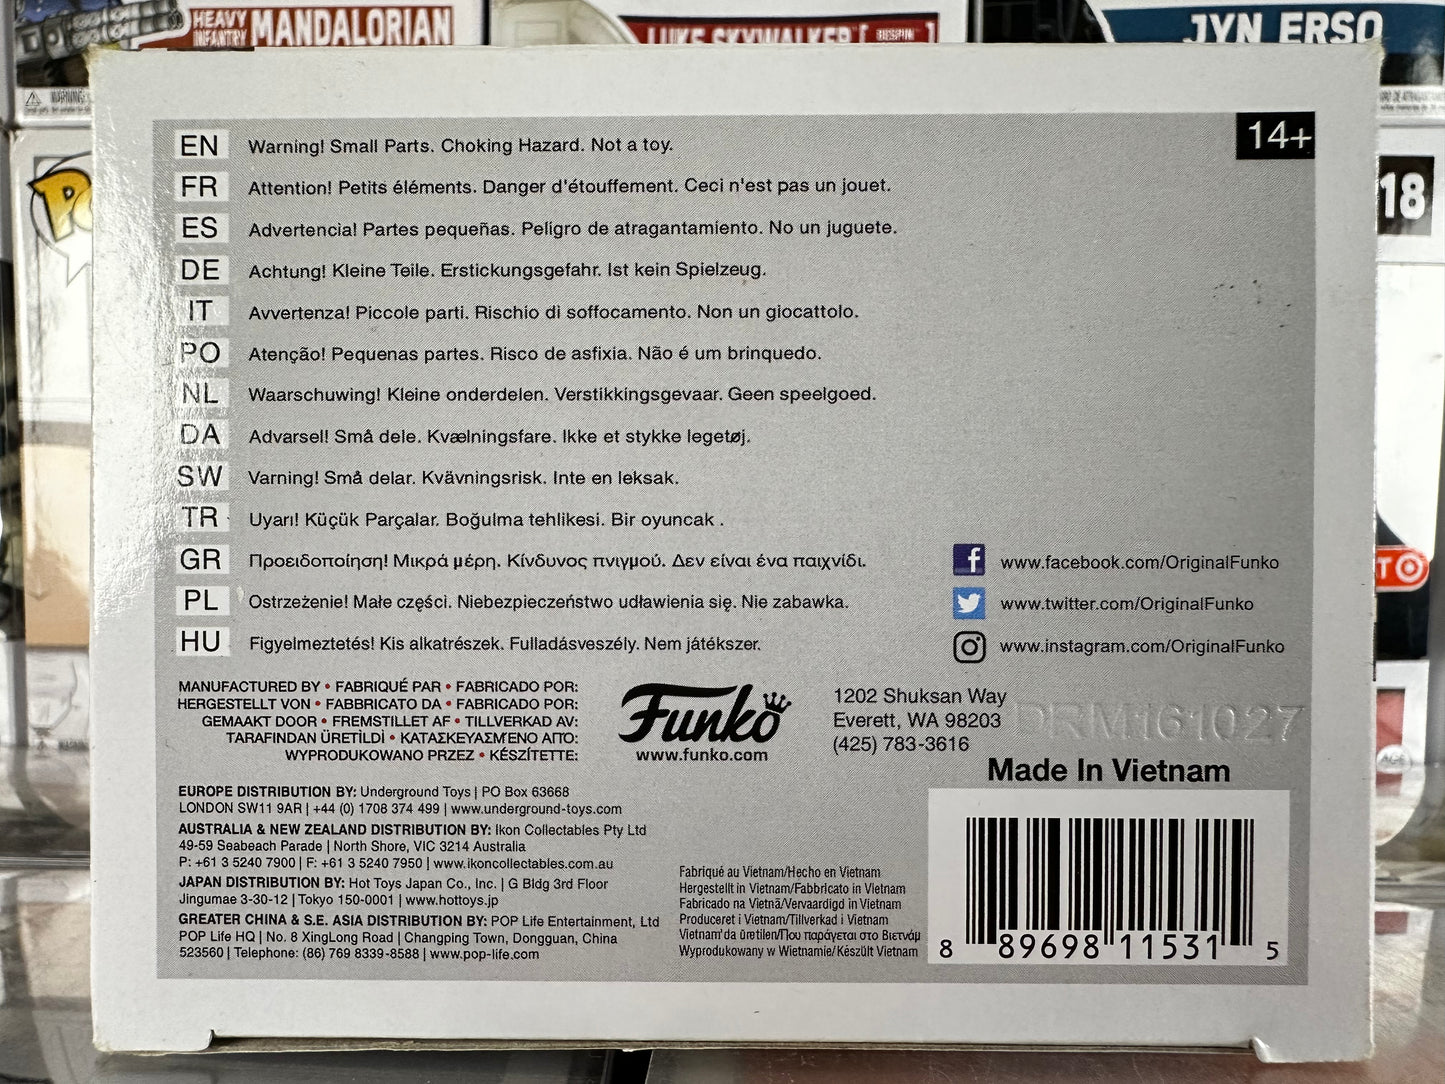 HEAVY INFANTRY MANDALORIAN
LUKE SKYWALKER [ BESPIN ]
JYN ERSO
WARNING:
18
14+
EN Warning! Small Parts. Choking Hazard. Not a toy.
FR Attention! Petits éléments. Danger d'étouffement. Ceci n'est pas un jouet.
ES Advertencia! Partes pequeñas. Peligro de atragantamiento. No un juguete.
DE Achtung! Kleine Teile. Erstickungsgefahr. Ist kein Spielzeug.
IT Avvertenza! Piccole parti. Rischio di soffocamento. Non un giocattolo.
PO Atenção! Pequenas partes. Risco de asfixia. Não é um brinquedo.
NL Waarschuwing! Kleine onderdelen. Verstikkingsgevaar. Geen speelgoed.
DA Advarsel! Små dele. Kvælningsfare. Ikke et stykke legetøj.
SW Varning! Små delar. Kvävningsrisk. Inte en leksak.
TR Uyarı! Küçük Parçalar. Boğulma tehlikesi. Bir oyuncak .
GR Προειδοποίηση! Μικρά μέρη. Κίνδυνος πνιγμού. Δεν είναι ένα παιχνίδι.
PL Ostrzeżenie! Małe części. Niebezpieczeństwo udławienia się. Nie zabawka.
HU Figyelmeztetés! Kis alkatrészek. Fulladásveszély. Nem játékszer.
www.facebook.com/OriginalFunko
www.twitter.com/OriginalFunko
www.instagram.com/OriginalFunko
MANUFACTURED BY • FABRIQUÉ PAR • FABRICADO POR:
HERGESTELLT VON • FABBRICATO DA • FABRICADO POR:
GEMAAKT DOOR • FREMSTILLET AF • TILLVERKAD AV:
TARAFINDAN ÜRETİLDİ • ΚΑΤΑΣΚΕΥΑΣΜΈΝΟ ΑΠΌ:
WYPRODUKOWANO PRZEZ • KÉSZÍTETTE:
Funko
www.funko.com
1202 Shuksan Way
Everett, WA 98203
(425) 783-3616
DRM161027
Made In Vietnam
EUROPE DISTRIBUTION BY: Underground Toys | PO Box 63668
LONDON SW11 9AR | +44 (0) 1708 374 499 | www.underground-toys.com
AUSTRALIA & NEW ZEALAND DISTRIBUTION BY: Ikon Collectables Pty Ltd
49-59 Seabeach Parade | North Shore, VIC 3214 Australia
P: +61 3 5240 7900 | F: +61 3 5240 7950 | www.ikoncollectables.com.au
JAPAN DISTRIBUTION BY: Hot Toys Japan Co., Inc. | G Bldg 3rd Floor
Jingumae 3-30-12 | Tokyo 150-0001 | www.hottoys.jp
GREATER CHINA & S.E. ASIA DISTRIBUTION BY: POP Life Entertainment, Ltd
POP Life HQ | No. 8 XingLong Road | Changping Town, Dongguan, China
523560 | Telephone: (86) 769 8339-8588 | www.pop-life.com
Fabriqué au Vietnam/Hecho en Vietnam
Hergestellt in Vietnam/Fabbricato in Vietnam
Fabricado na Vietnã/Vervaardigd in Vietnam
Produceret i Vietnam/Tillverkad i Vietnam
Vietnam'da üretilen/Που παράγεται στο Βιετνάμ
Wyprodukowany w Wietnamie/Készült Vietnam
8 89698 11531 5